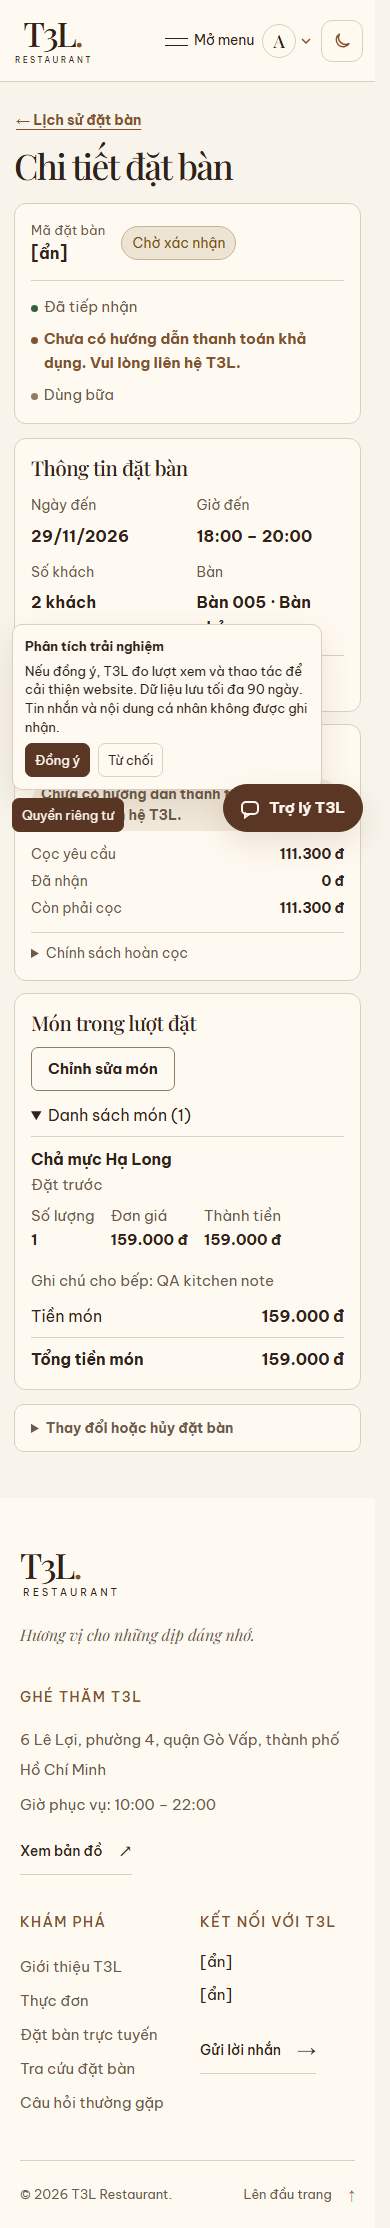 T3L.
RESTAURANT
Mở menu
A
← Lịch sử đặt bàn
Chi tiết đặt bàn
Mã đặt bàn
[ẩn]
Chờ xác nhận
Đã tiếp nhận
Chưa có hướng dẫn thanh toán khả
dụng. Vui lòng liên hệ T3L.
Dùng bữa
Thông tin đặt bàn
Ngày đến
Giờ đến
29/11/2026
18:00 – 20:00
Số khách
Bàn
2 khách
Bàn 005 · Bàn
Phân tích trải nghiệm
Nếu đồng ý, T3L đo lượt xem và thao tác để
cải thiện website. Dữ liệu lưu tối đa 90 ngày.
Tin nhắn và nội dung cá nhân không được ghi
nhận.
Đồng ý
Từ chối
Chưa có hướng dẫn thanh
hệ T3L.
Quyền riêng tư
Trợ lý T3L
Cọc yêu cầu
111.300 đ
Đã nhận
0 đ
Còn phải cọc
111.300 đ
Chính sách hoàn cọc
Món trong lượt đặt
Chỉnh sửa món
Danh sách món (1)
Chả mực Hạ Long
Đặt trước
Số lượng
Đơn giá
Thành tiền
1
159.000 đ
159.000 đ
Ghi chú cho bếp: QA kitchen note
Tiền món
159.000 đ
Tổng tiền món
159.000 đ
Thay đổi hoặc hủy đặt bàn
T3L.
RESTAURANT
Hương vị cho những dịp đáng nhớ.
GHÉ THĂM T3L
6 Lê Lợi, phường 4, quận Gò Vấp, thành phố
Hồ Chí Minh
Giờ phục vụ: 10:00 – 22:00
Xem bản đồ ↗
KHÁM PHÁ
Giới thiệu T3L
Thực đơn
Đặt bàn trực tuyến
Tra cứu đặt bàn
Câu hỏi thường gặp
KẾT NỐI VỚI T3L
[ẩn]
[ẩn]
Gửi lời nhắn →
© 2026 T3L Restaurant.
Lên đầu trang ↑